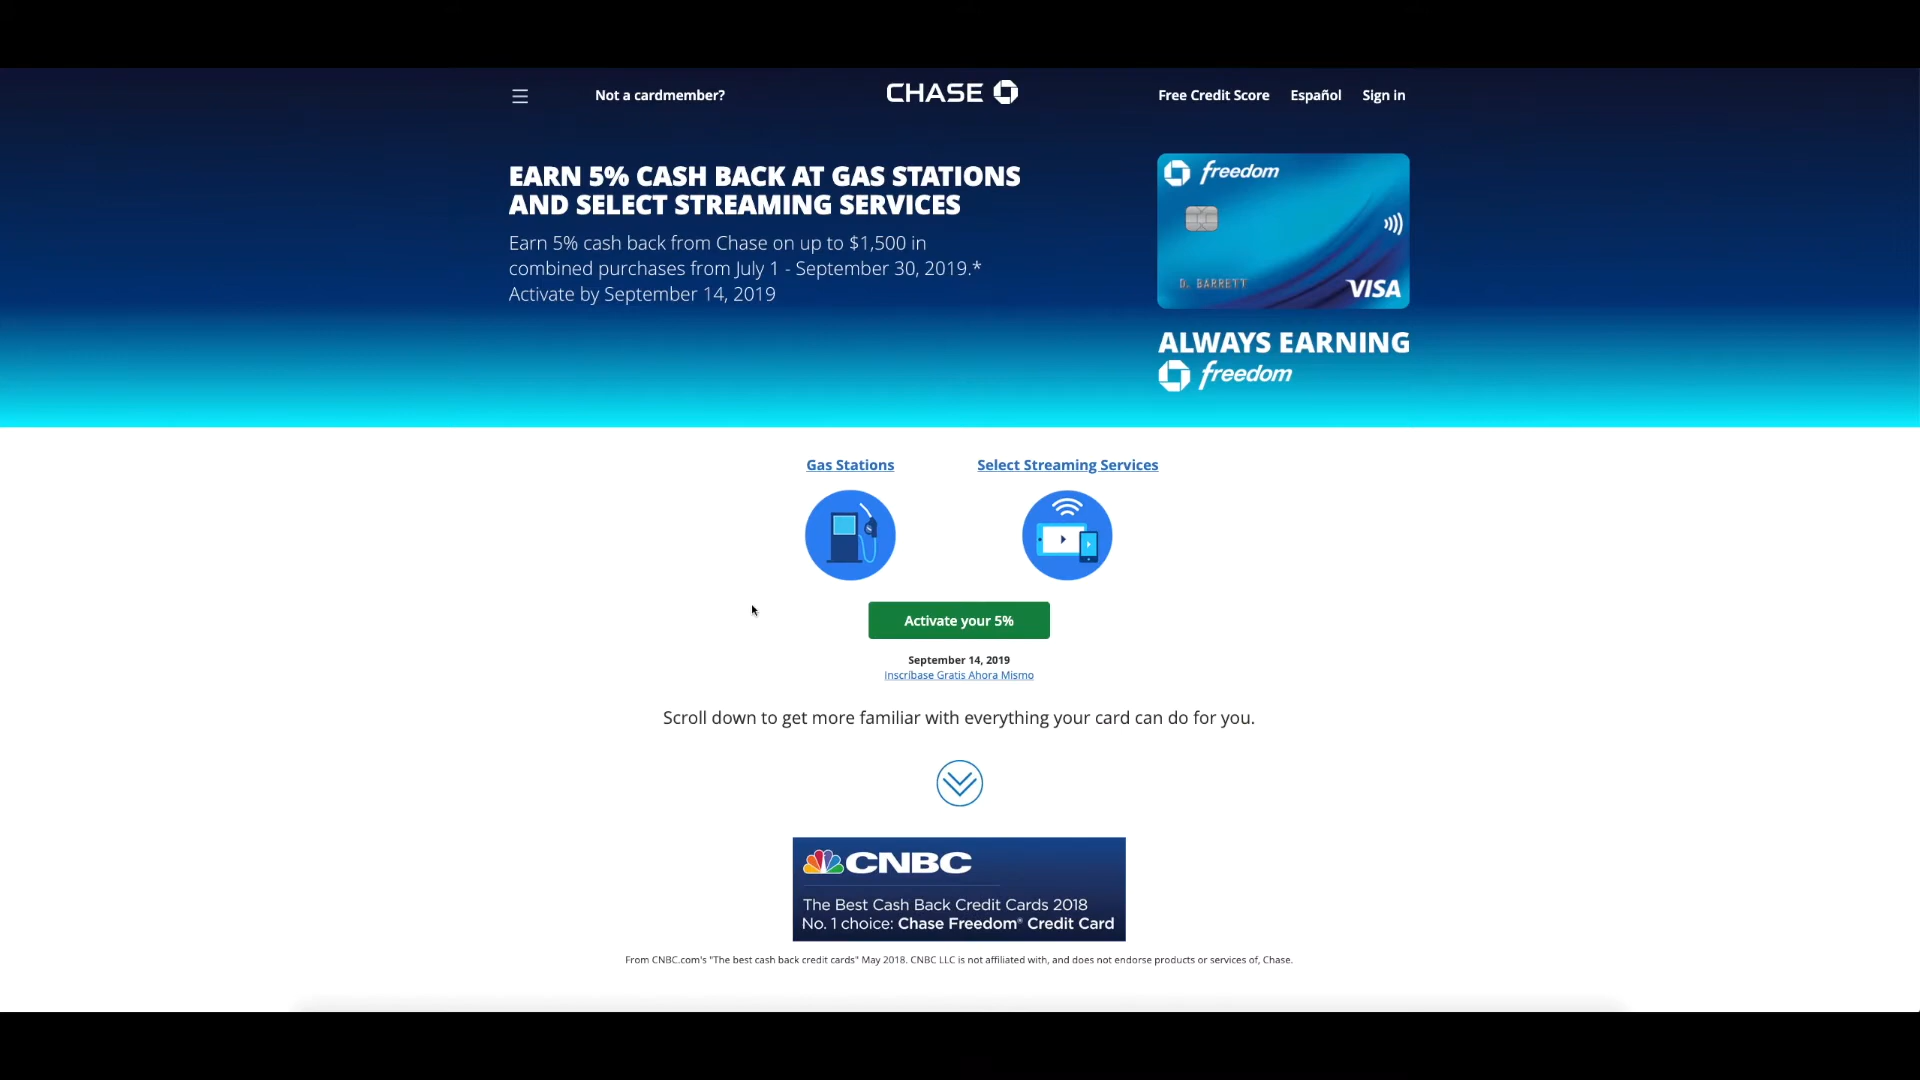 Not a cardmember?
CHASE
Free Credit Score
Español
Sign in
EARN 5% CASH BACK AT GAS STATIONS
AND SELECT STREAMING SERVICES
Earn 5% cash back from Chase on up to $1,500 in
combined purchases from July 1 - September 30, 2019.*
Activate by September 14, 2019
freedom
D. BARRETT
VISA
ALWAYS EARNING
freedom
Gas Stations
Select Streaming Services
Activate your 5%
September 14, 2019
Inscríbase Gratis Ahora Mismo
Scroll down to get more familiar with everything your card can do for you.
CNBC
The Best Cash Back Credit Cards 2018
No. 1 choice: Chase Freedom® Credit Card
From CNBC.com's "The best cash back credit cards" May 2018. CNBC LLC is not affiliated with, and does not endorse products or services of, Chase.